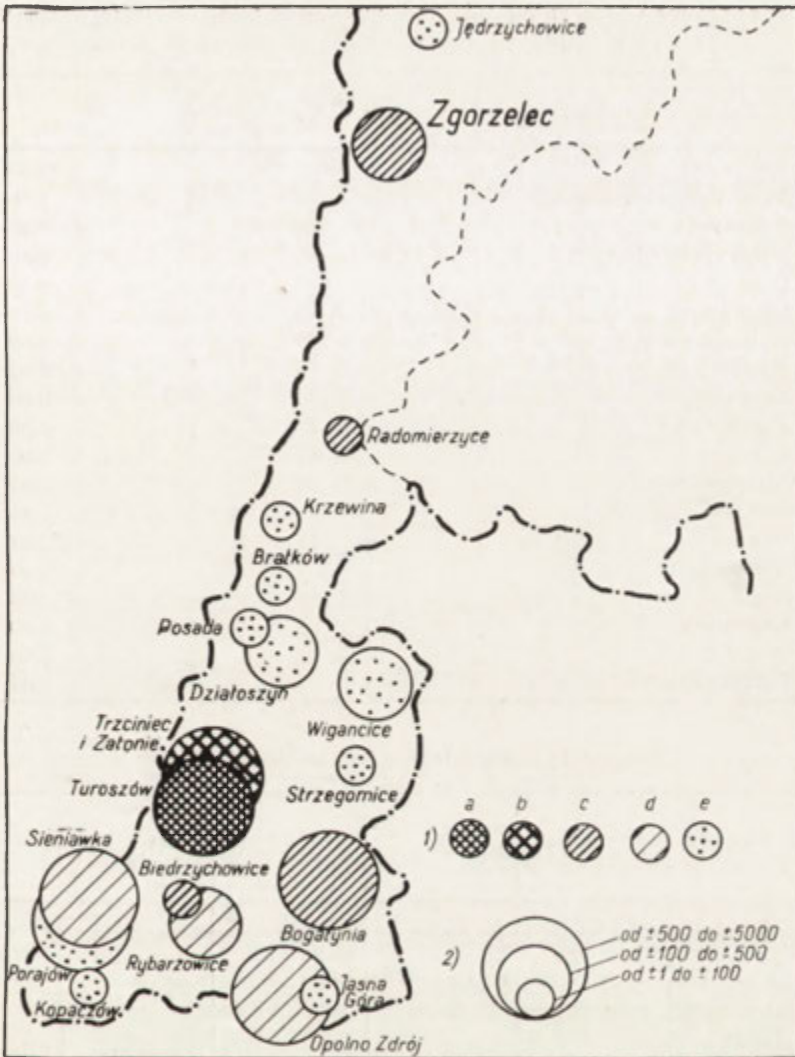 Jędrzychowice
Zgorzelec
Radomierzyce
Krzewina
Bratków
Posada
Działoszyn
Wigancice
Trzciniec
i Zatonie
Strzegomice
Turoszów
Sieniawka
Biedrzychowice
Bogatynia
Rybarzowice
Porajów
Kopaczów
Jasna
Góra
Opolno Zdrój
a b c d e
1)
2)
od ±500 do ±5000
od ±100 do ±500
od ±1 do ±100